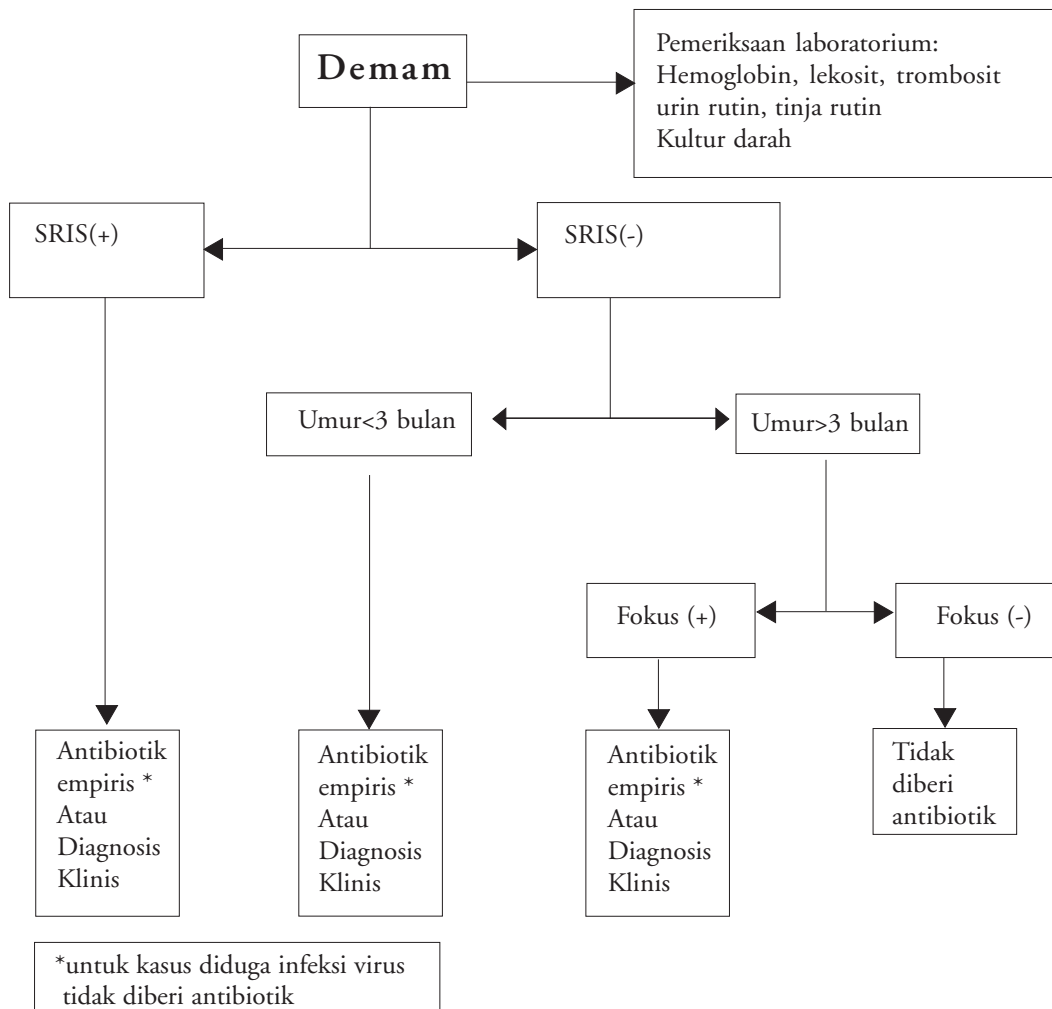 Demam
Pemeriksaan laboratorium:
Hemoglobin, lekosit, trombosit
urin rutin, tinja rutin
Kultur darah
SRIS(+)
SRIS(-)
Umur<3 bulan
Umur>3 bulan
Fokus (+)
Fokus (-)
Antibiotik
empiris *
Atau
Diagnosis
Klinis
Antibiotik
empiris *
Atau
Diagnosis
Klinis
Antibiotik
empiris *
Atau
Diagnosis
Klinis
Tidak
diberi
antibiotik
*untuk kasus diduga infeksi virus
tidak diberi antibiotik